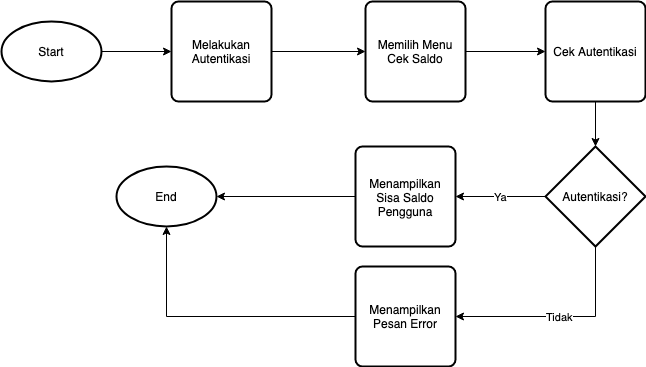 Start
Melakukan
Autentikasi
Memilih Menu
Cek Saldo
Cek Autentikasi
Autentikasi?
Ya
Menampilkan
Sisa Saldo
Pengguna
End
Tidak
Menampilkan
Pesan Error